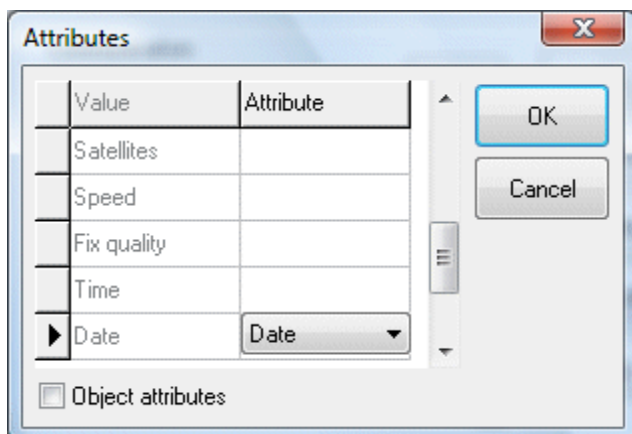 Attributes
Value Attribute
OK
Satellites
Speed
Cancel
Fix quality
Time
Date Date
Object attributes